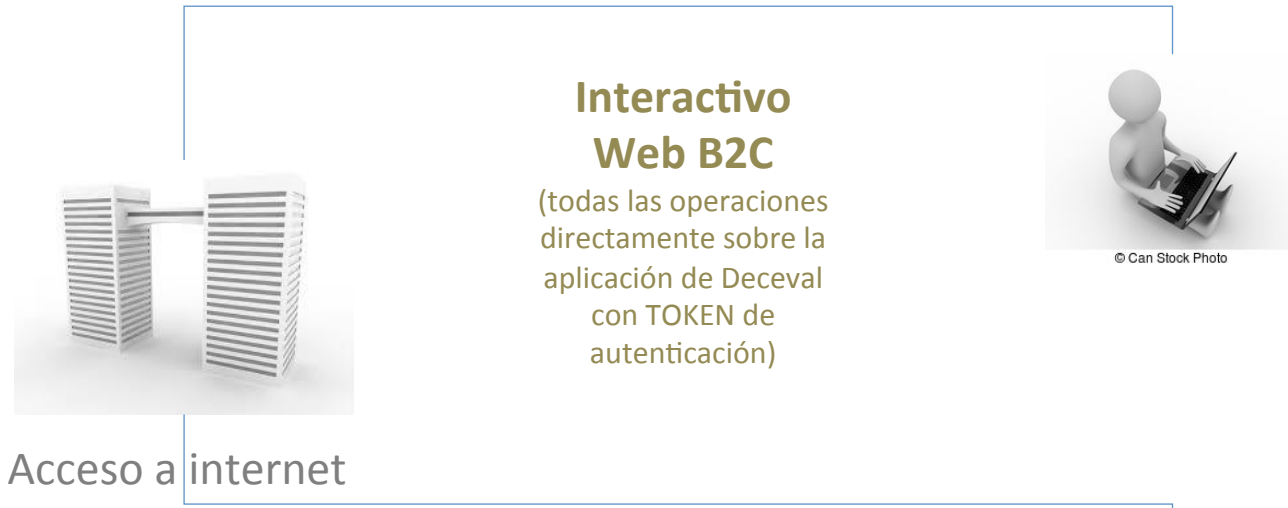 Interactivo
Web B2C
(todas las operaciones
directamente sobre la
aplicación de Deceval
con TOKEN de
autenticación)
© Can Stock Photo
Acceso a internet